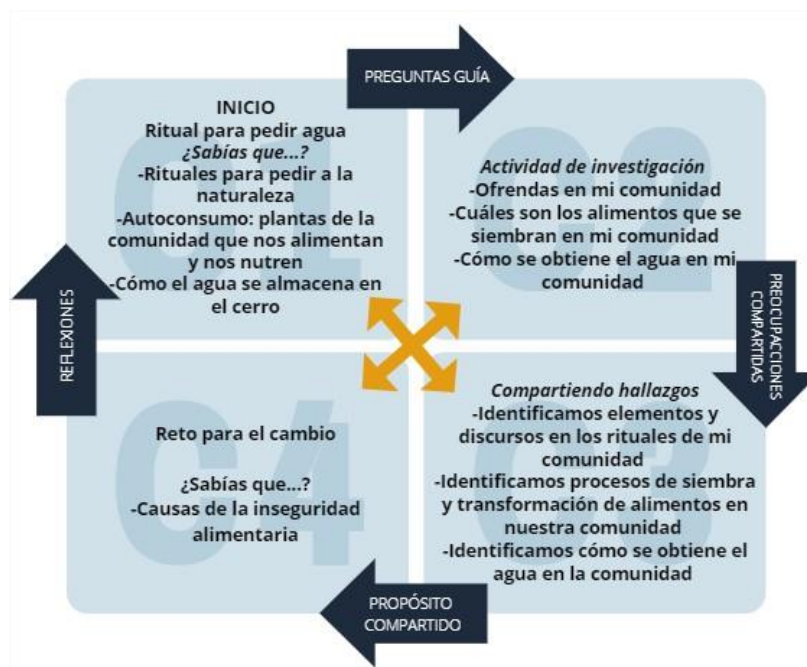 PREGUNTAS GUÍA
C1
INICIO
Ritual para pedir agua
¿Sabías que...?
-Rituales para pedir a la
naturaleza
-Autoconsumo: plantas de la
comunidad que nos alimentan
y nos nutren
-Cómo el agua se almacena en
el cerro
C2
Actividad de investigación
-Ofrendas en mi comunidad
-Cuáles son los alimentos que se
siembran en mi comunidad
-Cómo se obtiene el agua en mi
comunidad
PREOCUPACCIONES
COMPARTIDAS
C3
Compartiendo hallazgos
-Identificamos elementos y
discursos en los rituales de mi
comunidad
-Identificamos procesos de siembra
y transformación de alimentos en
nuestra comunidad
-Identificamos cómo se obtiene el
agua en la comunidad
PROPÓSITO
COMPARTIDO
C4
Reto para el cambio
¿Sabías que...?
-Causas de la inseguridad
alimentaria
REFLEXIONES